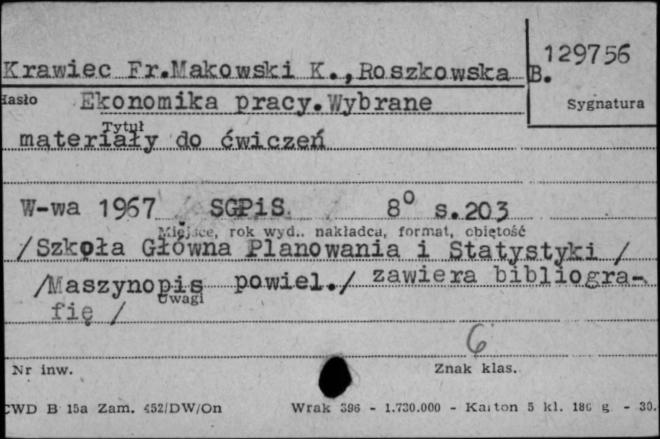 129756
Krawiec Fr.Makowski K.,Roszkowska B.
Hasło Ekonomika pracy.Wybrane
Sygnatura
Tytuł
materiały do ćwiczeń
W-wa 1967 SGPiS 8° s.203
Miejsce, rok wyd., nakładca, format, objętość
/Szkoła Główna Planowania i Statystyki /
/Maszynopis powiel./ zawiera bibliogra-
Uwagi
fię /
6
Nr inw. Znak klas.
CWD B 15a Zam. 452/DW/On Wrak 396 - 1.730.000 - Karton 5 kl. 180 g - 30.